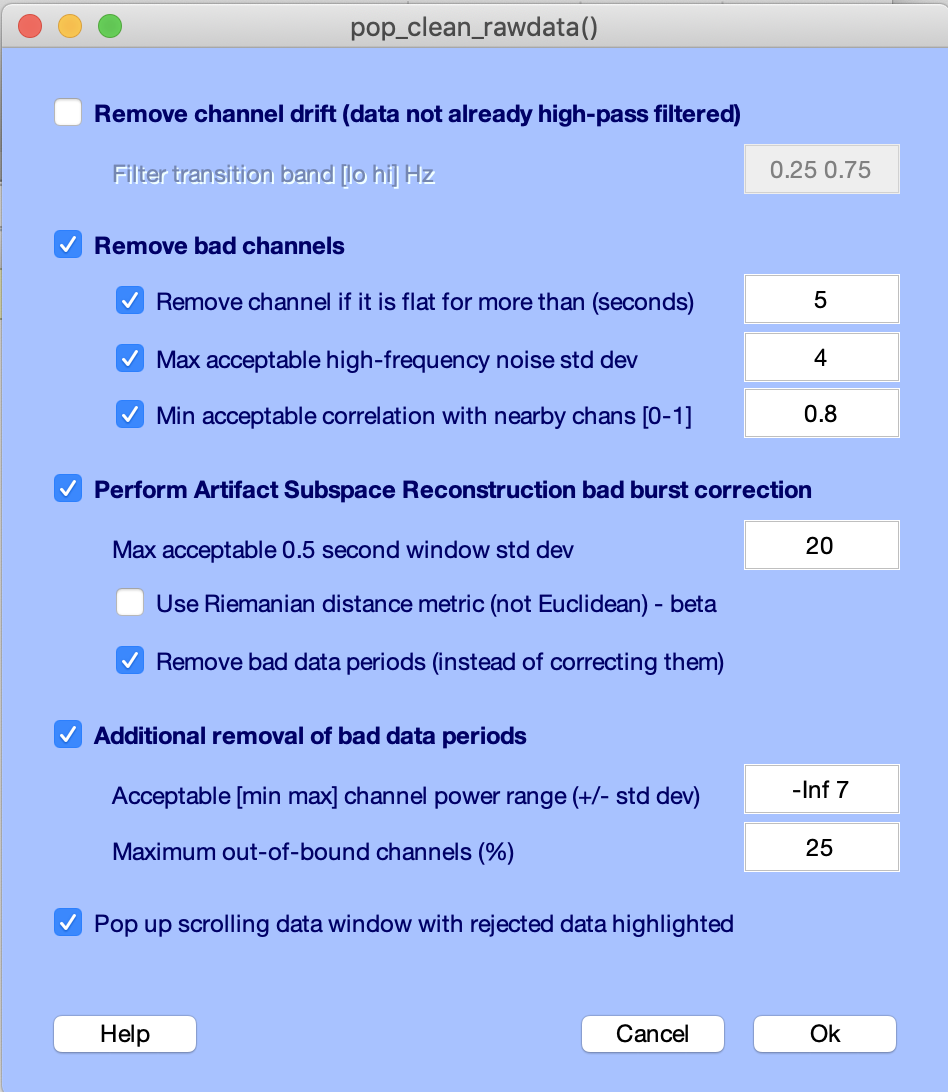 pop_clean_rawdata()
Remove channel drift (data not already high-pass filtered)
Filter transition band [lo hi] Hz 0.25 0.75
Remove bad channels
Remove channel if it is flat for more than (seconds) 5
Max acceptable high-frequency noise std dev 4
Min acceptable correlation with nearby chans [0-1] 0.8
Perform Artifact Subspace Reconstruction bad burst correction
Max acceptable 0.5 second window std dev 20
Use Riemanian distance metric (not Euclidean) - beta
Remove bad data periods (instead of correcting them)
Additional removal of bad data periods
Acceptable [min max] channel power range (+/- std dev) -Inf 7
Maximum out-of-bound channels (%) 25
Pop up scrolling data window with rejected data highlighted
Help Cancel Ok